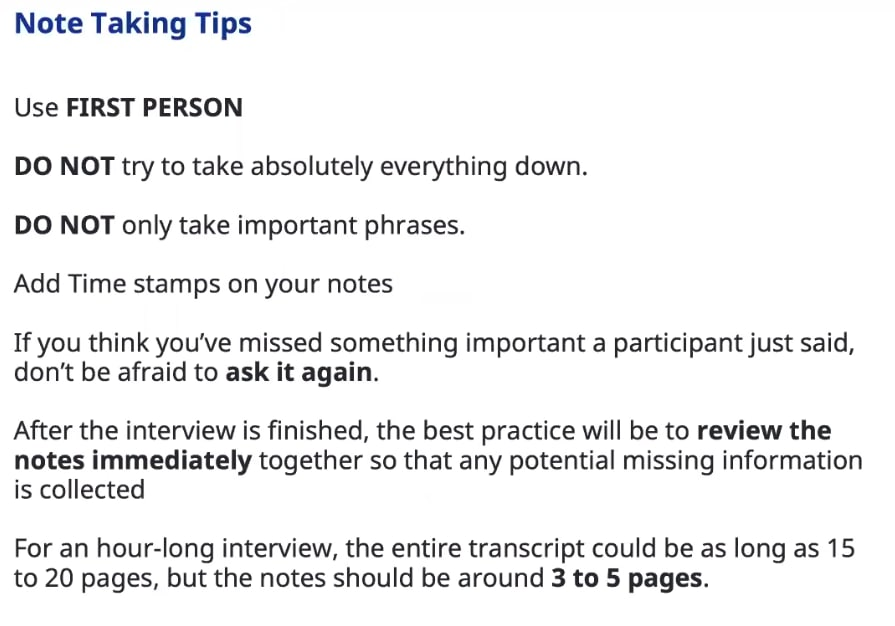 Note Taking Tips
Use FIRST PERSON
DO NOT try to take absolutely everything down.
DO NOT only take important phrases.
Add Time stamps on your notes
If you think you’ve missed something important a participant just said,
don’t be afraid to ask it again.
After the interview is finished, the best practice will be to review the
notes immediately together so that any potential missing information
is collected
For an hour-long interview, the entire transcript could be as long as 15
to 20 pages, but the notes should be around 3 to 5 pages.